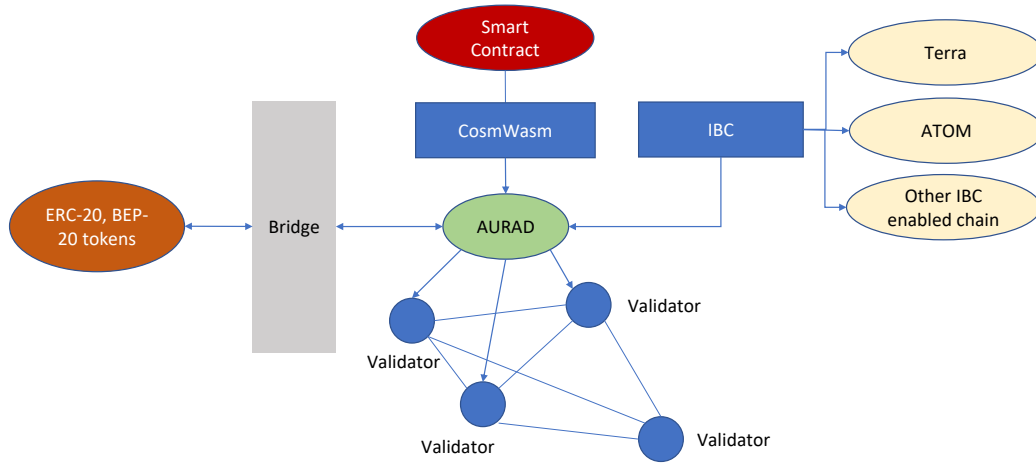 Smart
Contract
Terra
CosmWasm
IBC
ATOM
ERC-20, BEP-
20 tokens
Bridge
AURAD
Other IBC
enabled chain
Validator
Validator
Validator
Validator